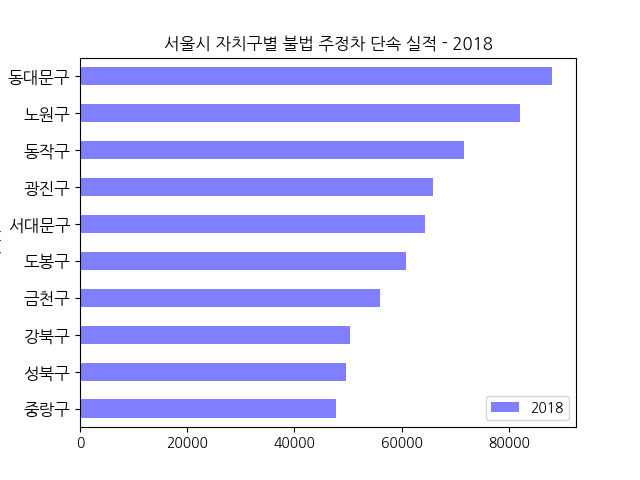 서울시 자치구별 불법 주정차 단속 실적 - 2018
동대문구
노원구
동작구
광진구
서대문구
도봉구
금천구
강북구
성북구
중랑구
2018
0 20000 40000 60000 80000